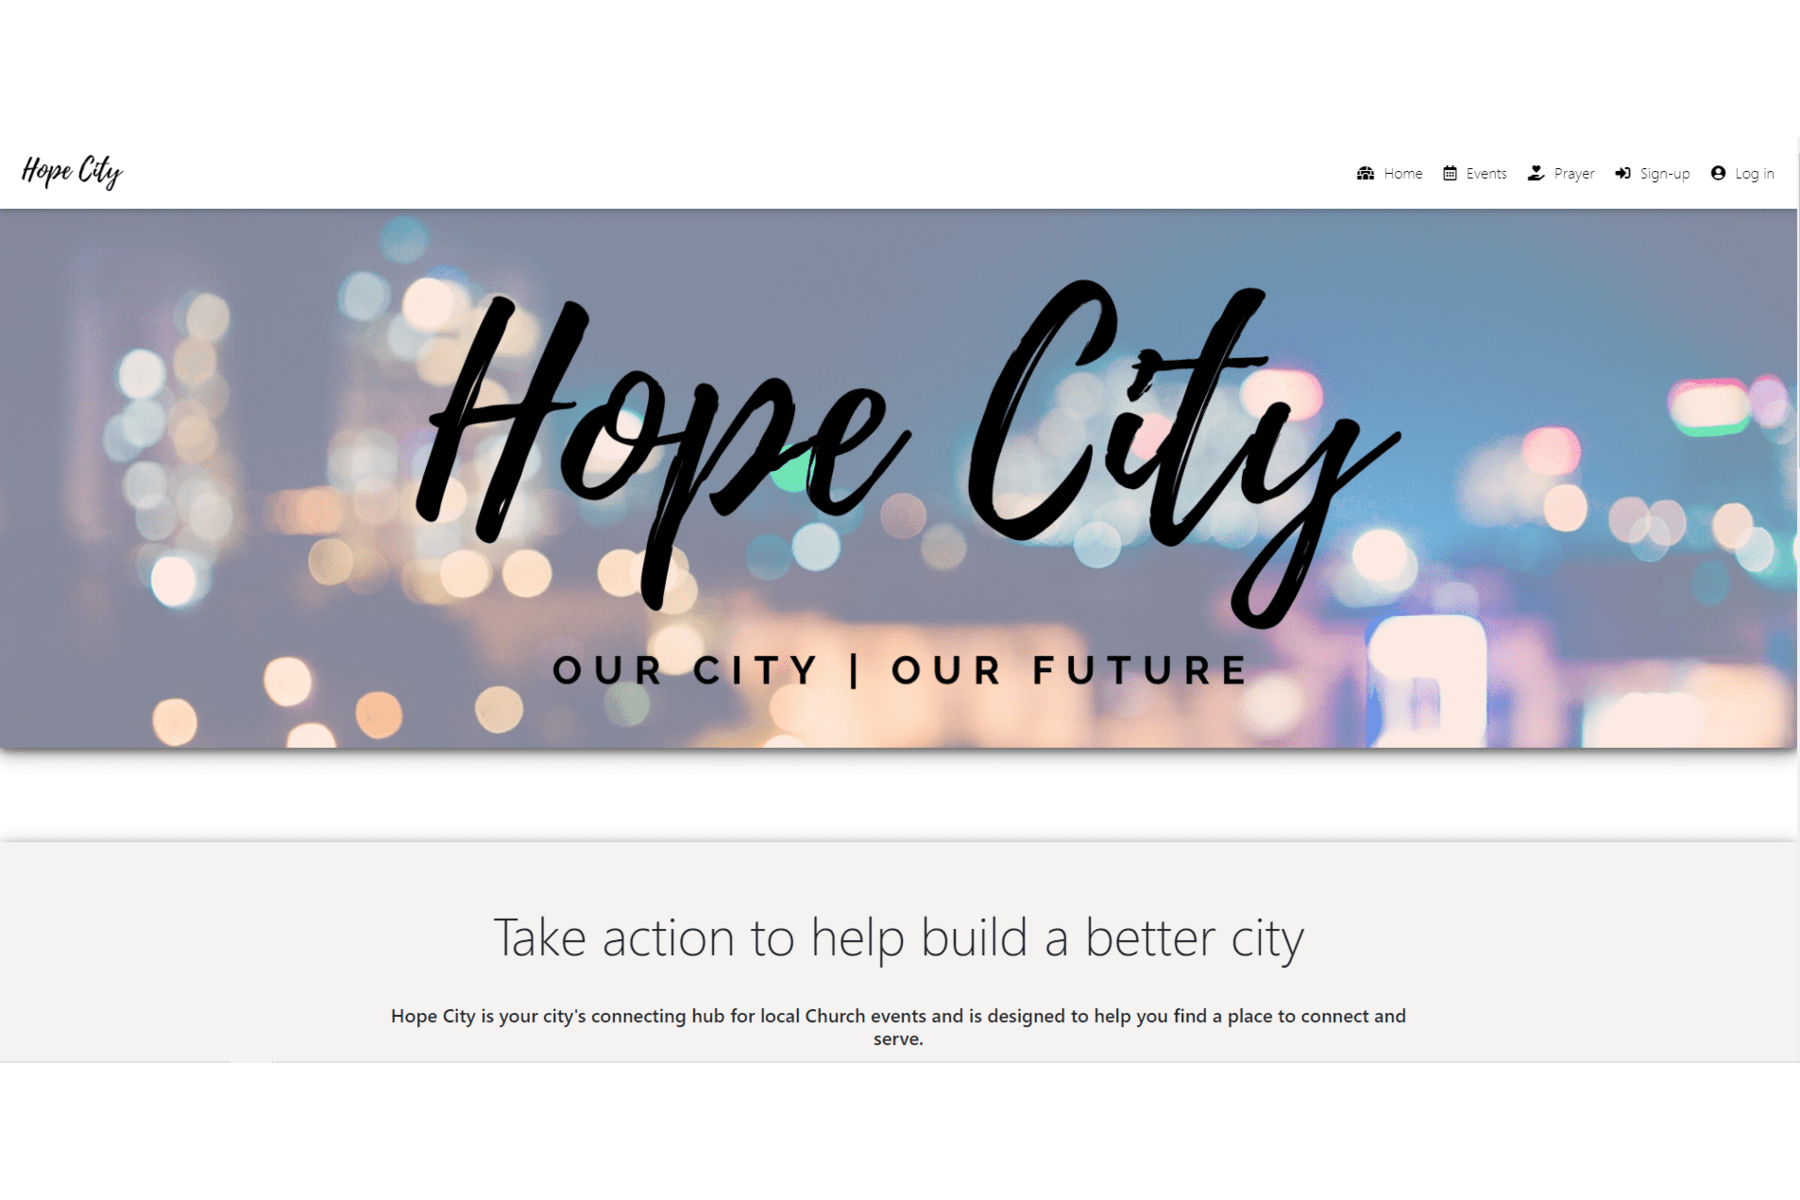 Hope City
Home Events Prayer Sign-up Log in
Hope City
OUR CITY | OUR FUTURE
Take action to help build a better city
Hope City is your city's connecting hub for local Church events and is designed to help you find a place to connect and
serve.